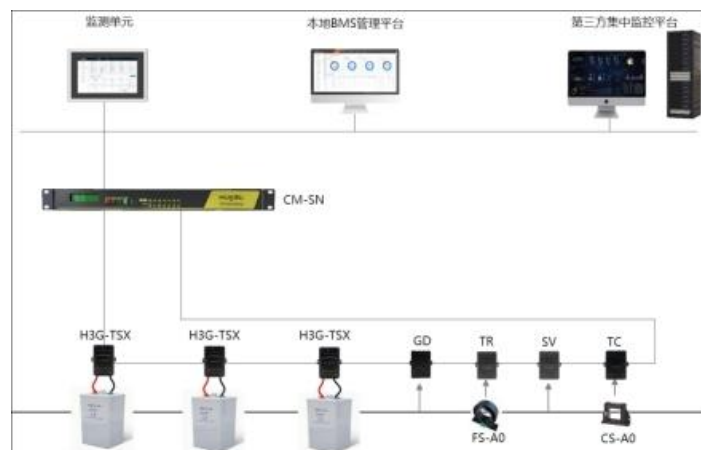 监测单元
本地BMS管理平台
第三方集中监控平台
CM-SN
H3G-TSX
H3G-TSX
H3G-TSX
GD
TR
SV
TC
FS-A0
CS-A0